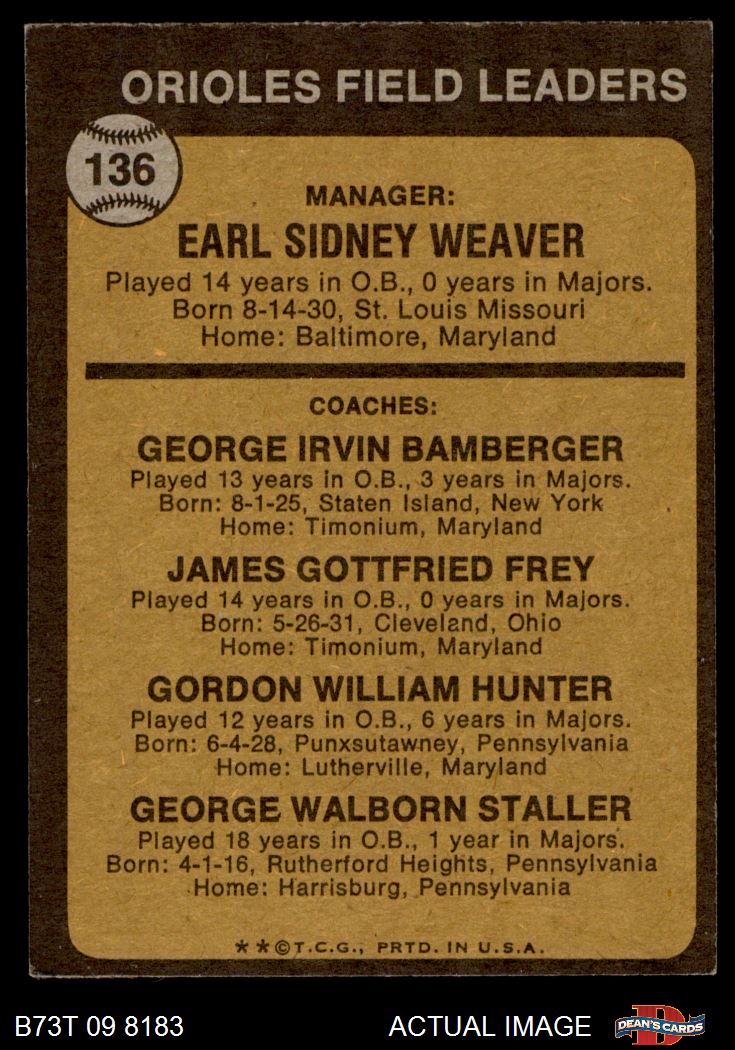 ORIOLES FIELD LEADERS
136
MANAGER:
EARL SIDNEY WEAVER
Played 14 years in O.B., 0 years in Majors.
Born 8-14-30, St. Louis Missouri
Home: Baltimore, Maryland
COACHES:
GEORGE IRVIN BAMBERGER
Played 13 years in O.B., 3 years in Majors.
Born: 8-1-25, Staten Island, New York
Home: Timonium, Maryland
JAMES GOTTFRIED FREY
Played 14 years in O.B., 0 years in Majors.
Born: 5-26-31, Cleveland, Ohio
Home: Timonium, Maryland
GORDON WILLIAM HUNTER
Played 12 years in O.B., 6 years in Majors.
Born: 6-4-28, Punxsutawney, Pennsylvania
Home: Lutherville, Maryland
GEORGE WALBORN STALLER
Played 18 years in O.B., 1 year in Majors.
Born: 4-1-16, Rutherford Heights, Pennsylvania
Home: Harrisburg, Pennsylvania
**©T.C.G., PRTD. IN U.S.A.
B73T 09 8183 ACTUAL IMAGE D DEAN'S CARDS